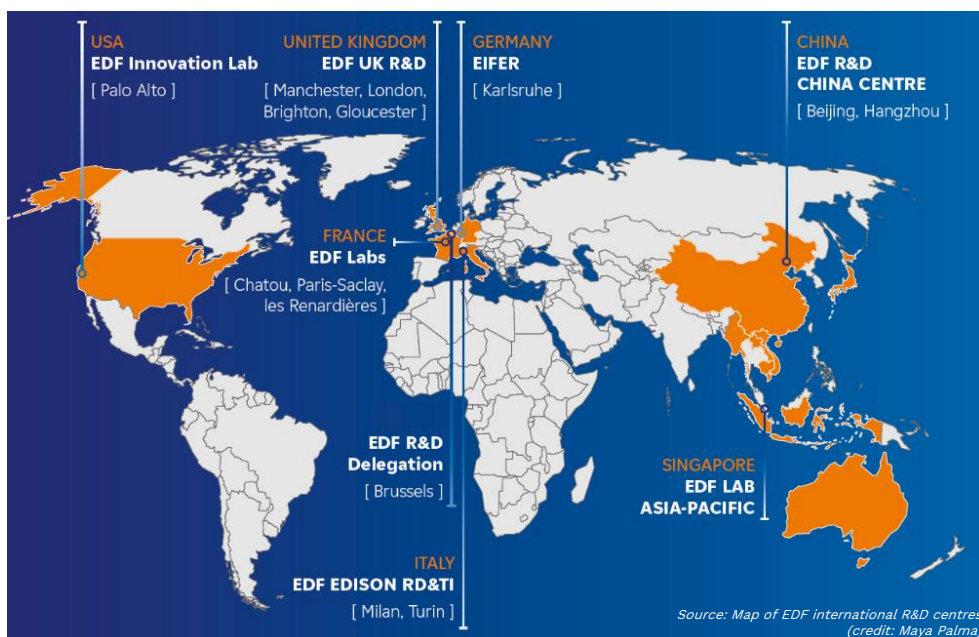 USA
EDF Innovation Lab
[ Palo Alto ]
UNITED KINGDOM
EDF UK R&D
[ Manchester, London,
Brighton, Gloucester ]
GERMANY
EIFER
[ Karlsruhe ]
CHINA
EDF R&D
CHINA CENTRE
[ Beijing, Hangzhou ]
FRANCE
EDF Labs
[ Chatou, Paris-Saclay,
les Renardières ]
EDF R&D
Delegation
[ Brussels ]
SINGAPORE
EDF LAB
ASIA-PACIFIC
ITALY
EDF EDISON RD&TI
[ Milan, Turin ]
Source: Map of EDF international R&D centres
(credit: Maya Palma